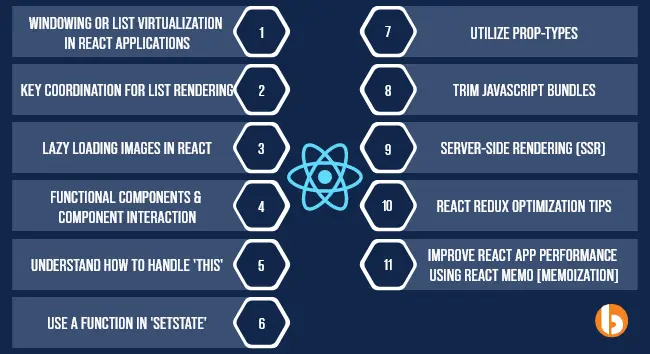 WINDOWING OR LIST VIRTUALIZATION
IN REACT APPLICATIONS
1
KEY COORDINATION FOR LIST RENDERING
2
LAZY LOADING IMAGES IN REACT
3
FUNCTIONAL COMPONENTS &
COMPONENT INTERACTION
4
UNDERSTAND HOW TO HANDLE 'THIS'
5
USE A FUNCTION IN 'SETSTATE'
6
7
UTILIZE PROP-TYPES
8
TRIM JAVASCRIPT BUNDLES
9
SERVER-SIDE RENDERING (SSR)
10
REACT REDUX OPTIMIZATION TIPS
11
IMPROVE REACT APP PERFORMANCE
USING REACT MEMO [MEMOIZATION]
b